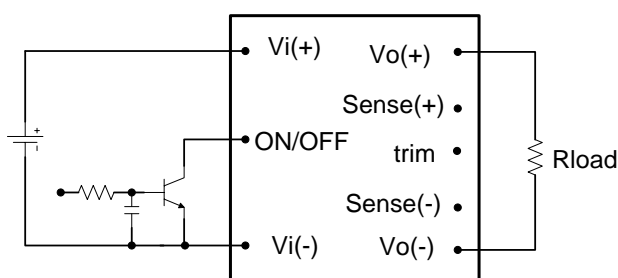 Vi(+)
Vo(+)
Sense(+)
ON/OFF
trim
Rload
Sense(-)
Vi(-)
Vo(-)